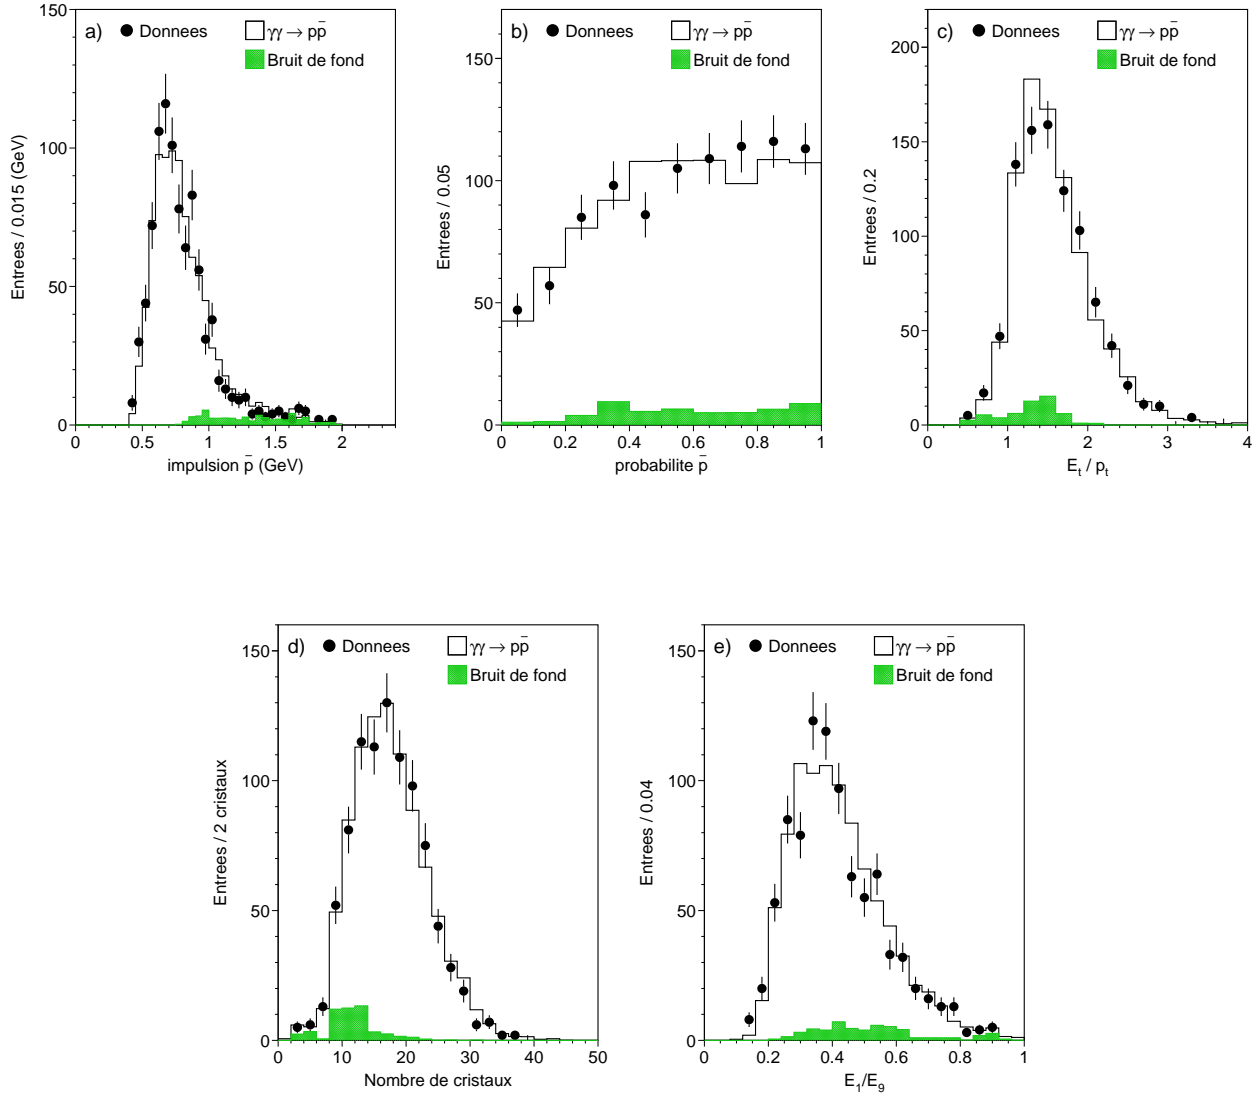 a) Donnees γγ → pp̄
Bruit de fond
Entrees / 0.015 (GeV)
150
100
50
0
0.5 1 1.5 2
impulsion p̄ (GeV)
b) Donnees γγ → pp̄
Bruit de fond
Entrees / 0.05
150
100
50
0
0 0.2 0.4 0.6 0.8 1
probabilite p̄
c) Donnees γγ → pp̄
Bruit de fond
Entrees / 0.2
200
150
100
50
0
0 1 2 3 4
E_t / p_t
d) Donnees γγ → pp̄
Bruit de fond
Entrees / 2 cristaux
150
100
50
0
0 10 20 30 40 50
Nombre de cristaux
e) Donnees γγ → pp̄
Bruit de fond
Entrees / 0.04
150
100
50
0
0 0.2 0.4 0.6 0.8 1
E_1/E_9